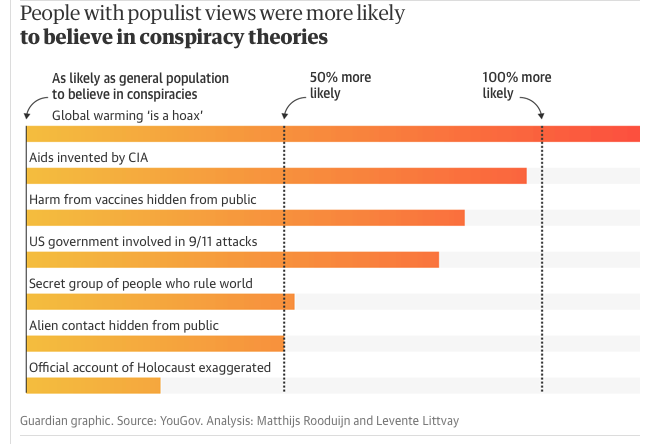 People with populist views were more likely
to believe in conspiracy theories
As likely as general population
to believe in conspiracies
50% more
likely
100% more
likely
Global warming ‘is a hoax’
Aids invented by CIA
Harm from vaccines hidden from public
US government involved in 9/11 attacks
Secret group of people who rule world
Alien contact hidden from public
Official account of Holocaust exaggerated
Guardian graphic. Source: YouGov. Analysis: Matthijs Rooduijn and Levente Littvay